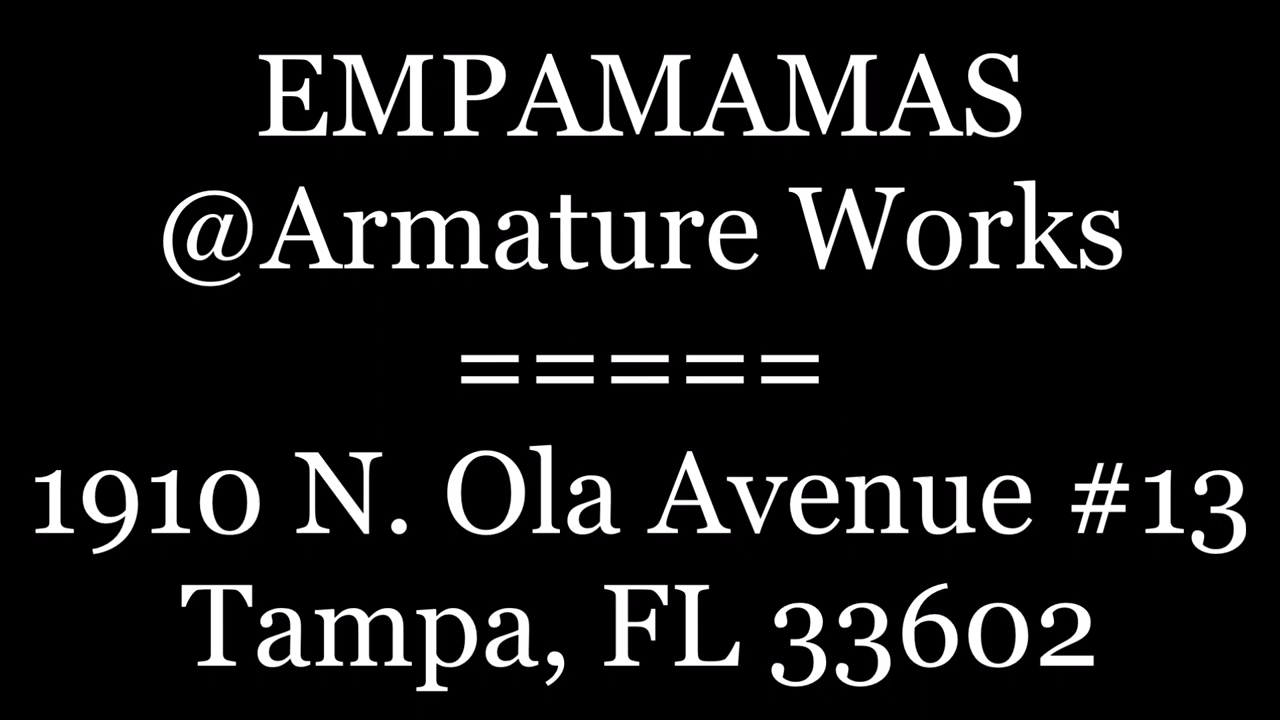 EMPAMAMAS
@Armature Works
=====
1910 N. Ola Avenue #13
Tampa, FL 33602